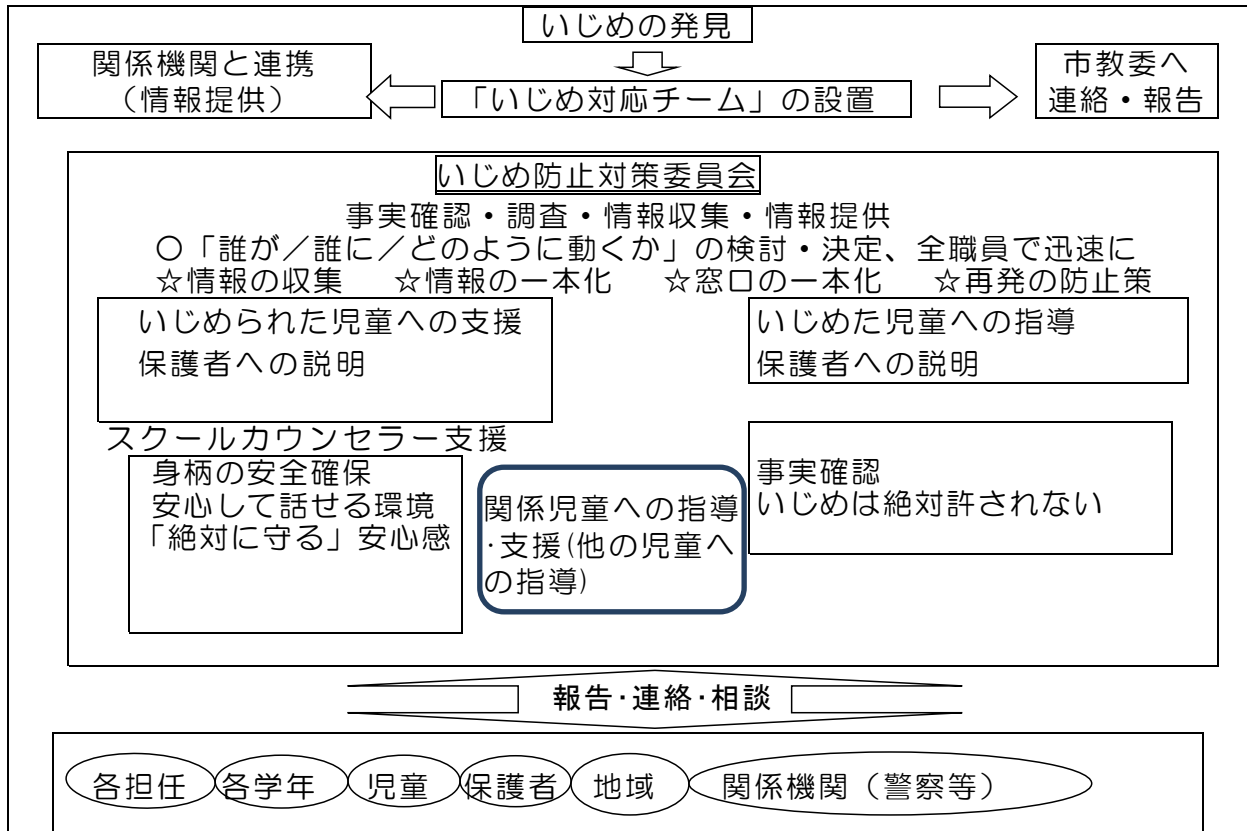 いじめの発見
関係機関と連携
（情報提供）
「いじめ対応チーム」の設置
市教委へ
連絡・報告
いじめ防止対策委員会
事実確認・調査・情報収集・情報提供
〇「誰が／誰に／どのように動くか」の検討・決定、全職員で迅速に
☆情報の収集　☆情報の一本化　☆窓口の一本化　☆再発の防止策
いじめられた児童への支援
保護者への説明
いじめた児童への指導
保護者への説明
スクールカウンセラー支援
身柄の安全確保
安心して話せる環境
「絶対に守る」安心感
関係児童への指導
・支援(他の児童へ
の指導)
事実確認
いじめは絶対許されない
報告・連絡・相談
各担任 各学年 児童 保護者 地域 関係機関（警察等）